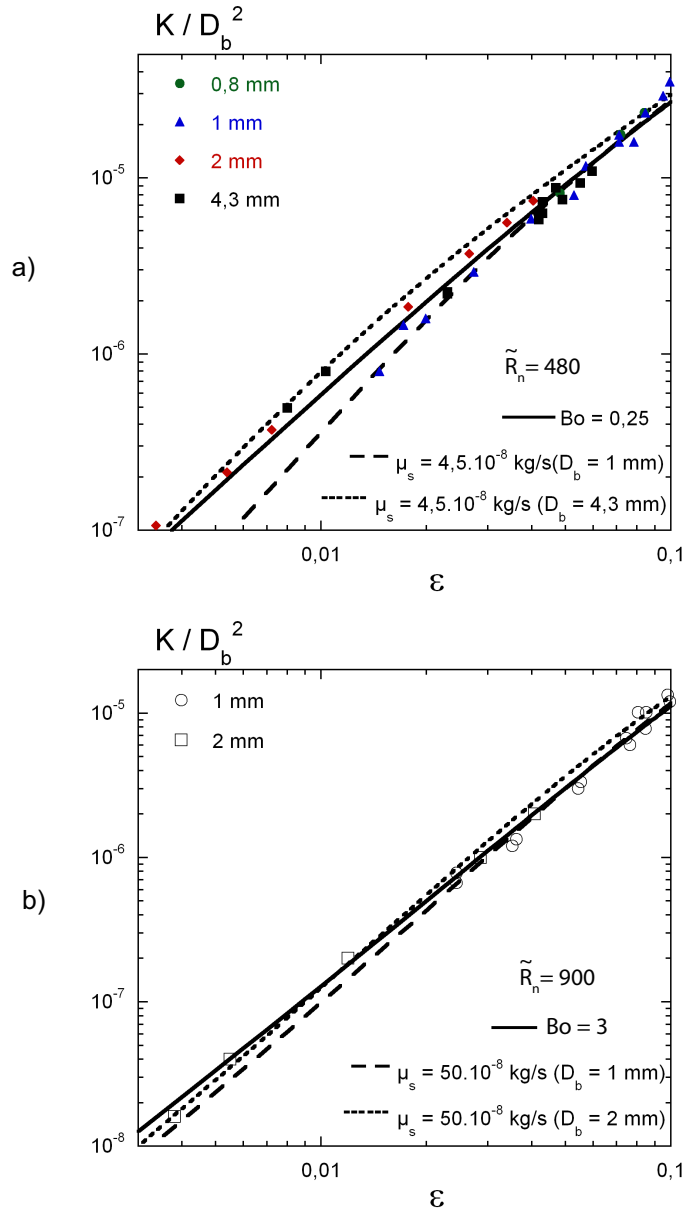 K / D_b^2
0,8 mm
1 mm
2 mm
4,3 mm
10^-5
a)
10^-6
R̃_n = 480
Bo = 0,25
μ_s = 4,5.10^-8 kg/s(D_b = 1 mm)
μ_s = 4,5.10^-8 kg/s (D_b = 4,3 mm)
10^-7
0,01
0,1
ε
K / D_b^2
1 mm
2 mm
10^-5
10^-6
b)
10^-7
R̃_n = 900
Bo = 3
μ_s = 50.10^-8 kg/s (D_b = 1 mm)
μ_s = 50.10^-8 kg/s (D_b = 2 mm)
10^-8
0,01
0,1
ε